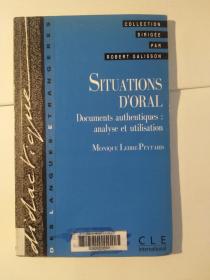 COLLECTION
DIRIGÉE
PAR
ROBERT GALISSON
didactique
DES LANGUES ÉTRANGÈRES
SITUATIONS
D'ORAL
Documents authentiques :
analyse et utilisation
MONIQUE LEBRE-PEYTARD
CLE
international